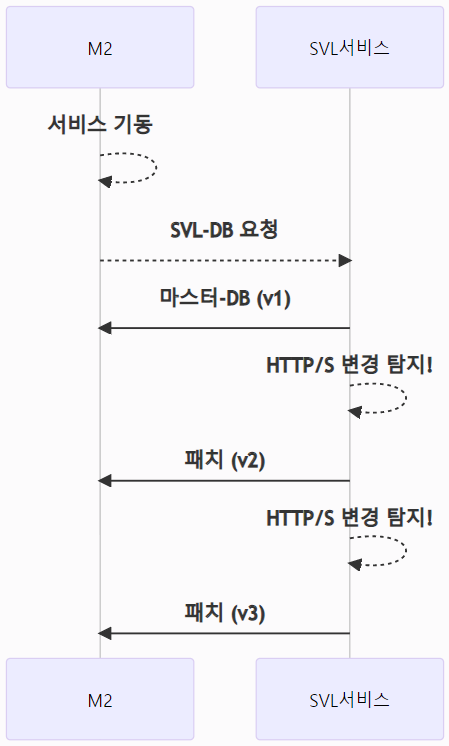 M2
SVL서비스
서비스 기동
SVL-DB 요청
마스터-DB (v1)
HTTP/S 변경 탐지!
패치 (v2)
HTTP/S 변경 탐지!
패치 (v3)
M2
SVL서비스